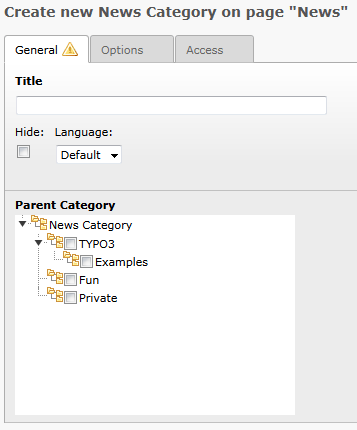 Create new News Category on page "News"
General Options Access
Title
Hide: Language:
Default
Parent Category
News Category
TYPO3
Examples
Fun
Private